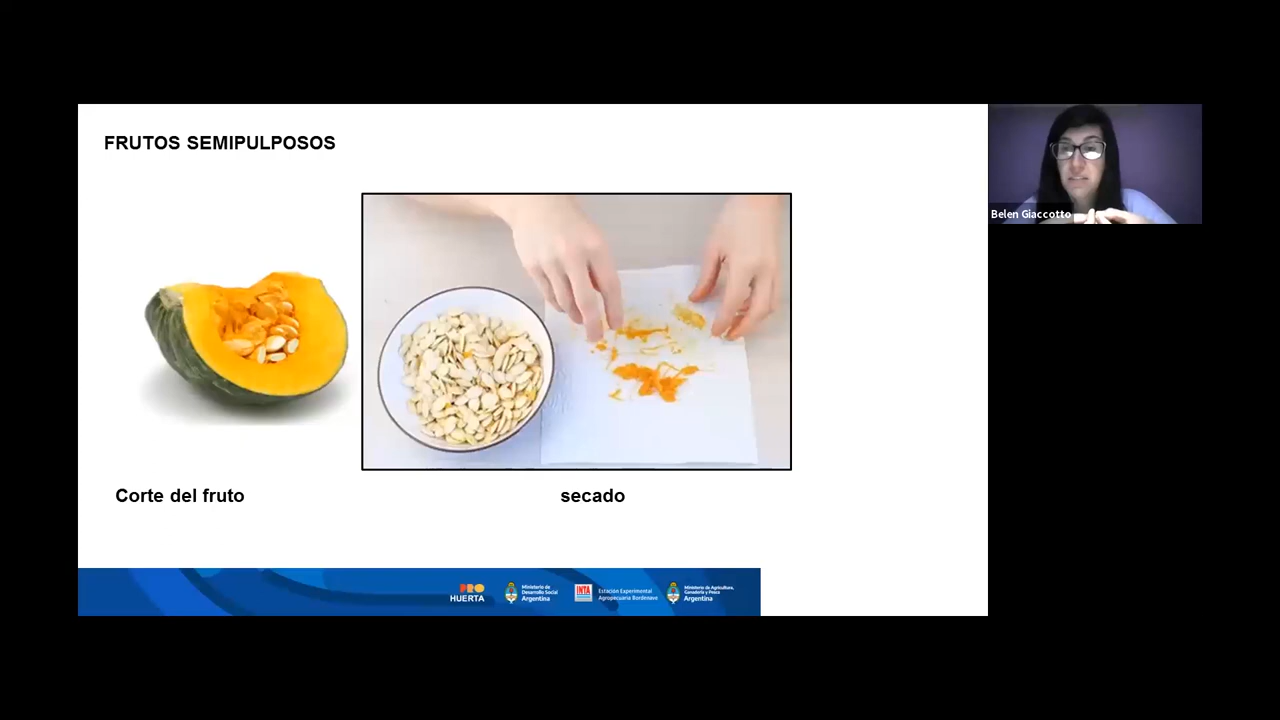 FRUTOS SEMIPULPOSOS
Belen Giaccotto
Corte del fruto
secado
PRO
HUERTA
Ministerio de
Desarrollo Social
Argentina
INTA
Estación Experimental
Agropecuaria Bordenave
Ministerio de Agricultura,
Ganadería y Pesca
Argentina